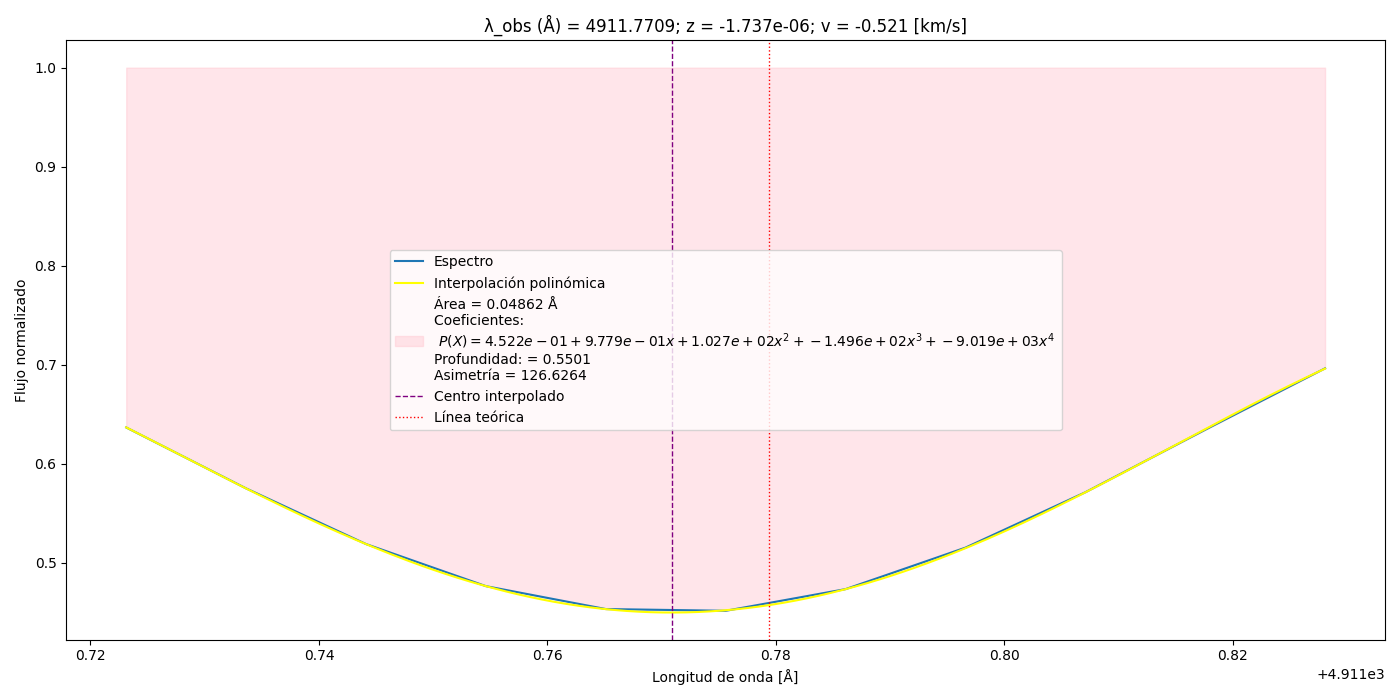 λ_obs (Å) = 4911.7709; z = -1.737e-06; v = -0.521 [km/s]
Flujo normalizado
1.0
0.9
0.8
0.7
0.6
0.5
Espectro
Interpolación polinómica
Área = 0.04862 Å
Coeficientes:
P(X) = 4.522e − 01 + 9.779e − 01x + 1.027e + 02x² + −1.496e + 02x³ + −9.019e + 03x⁴
Profundidad: = 0.5501
Asimetría = 126.6264
Centro interpolado
Línea teórica
0.72 0.74 0.76 0.78 0.80 0.82
+4.911e3
Longitud de onda [Å]